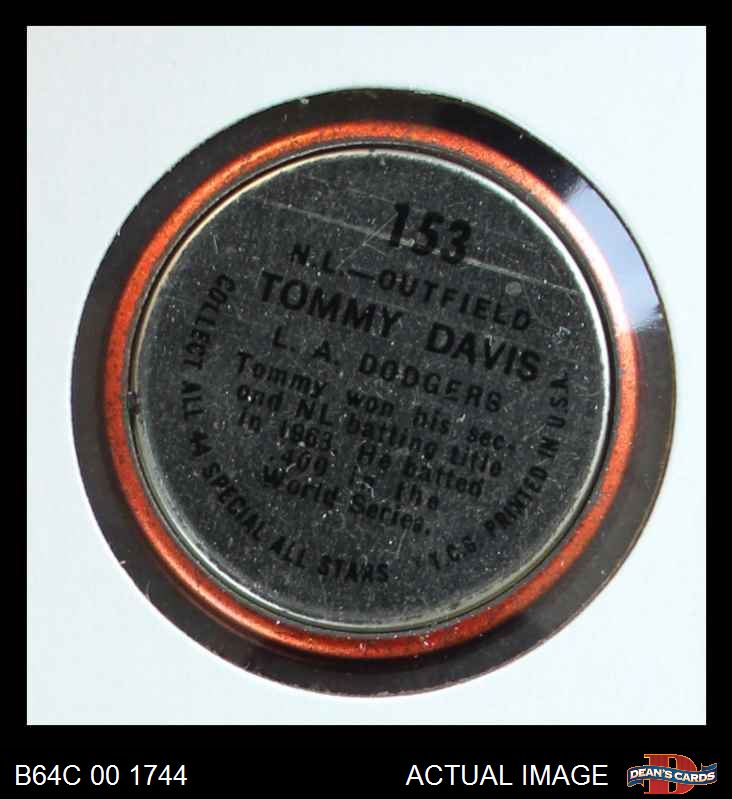 153
N.L.—OUTFIELD
TOMMY DAVIS
L. A. DODGERS
Tommy won his sec-
ond NL batting title
in 1963. He batted
.400 in the
World Series.
COLLECT ALL 44 SPECIAL ALL STARS
T.C.G. PRINTED IN U.S.A.
B64C 00 1744
ACTUAL IMAGE
D
DEAN'S CARDS